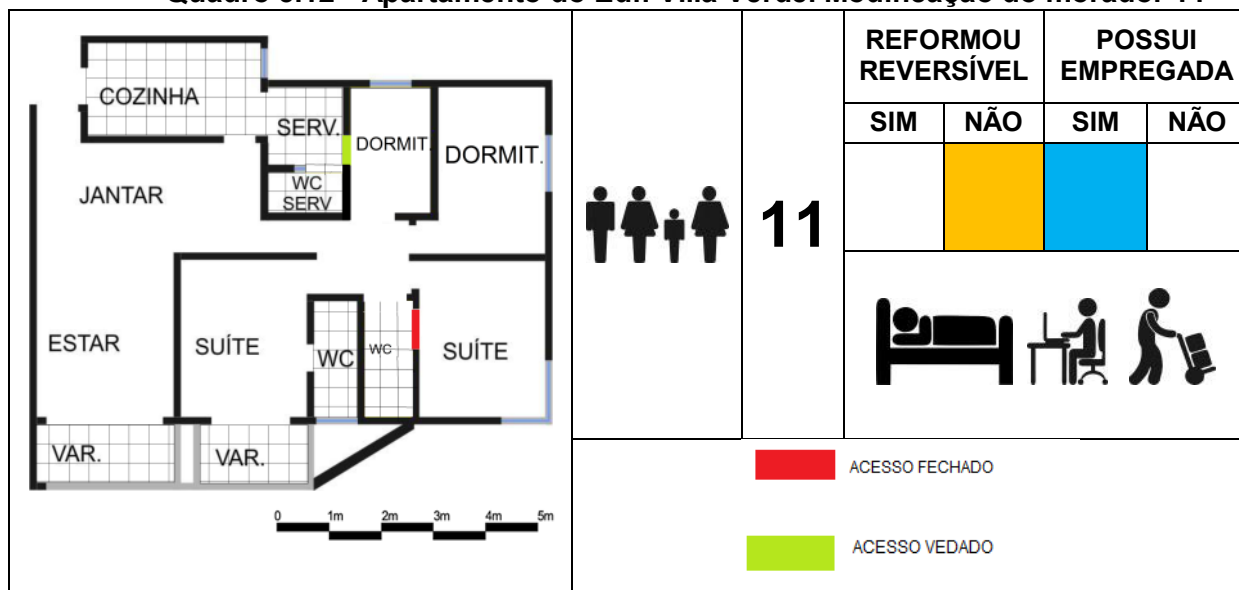 COZINHA
SERV.
DORMIT.
DORMIT.
WC
SERV
JANTAR
ESTAR
SUÍTE
WC
WC
SUÍTE
VAR.
VAR.
0 1m 2m 3m 4m 5m
11
REFORMOU
REVERSÍVEL
POSSUI
EMPREGADA
SIM NÃO SIM NÃO
ACESSO FECHADO
ACESSO VEDADO